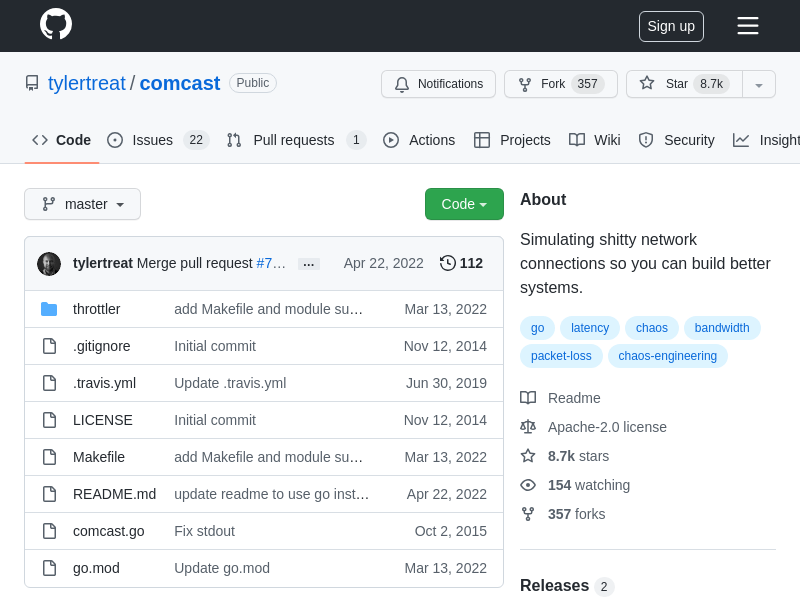 Sign up
tylertreat / comcast Public
Notifications
Fork 357
Star 8.7k
Code
Issues 22
Pull requests 1
Actions
Projects
Wiki
Security
Insight
master
Code
tylertreat Merge pull request #7… … Apr 22, 2022 112
throttler add Makefile and module su… Mar 13, 2022
.gitignore Initial commit Nov 12, 2014
.travis.yml Update .travis.yml Jun 30, 2019
LICENSE Initial commit Nov 12, 2014
Makefile add Makefile and module su… Mar 13, 2022
README.md update readme to use go inst… Apr 22, 2022
comcast.go Fix stdout Oct 2, 2015
go.mod Update go.mod Mar 13, 2022
About
Simulating shitty network
connections so you can build better
systems.
go latency chaos bandwidth
packet-loss chaos-engineering
Readme
Apache-2.0 license
8.7k stars
154 watching
357 forks
Releases 2